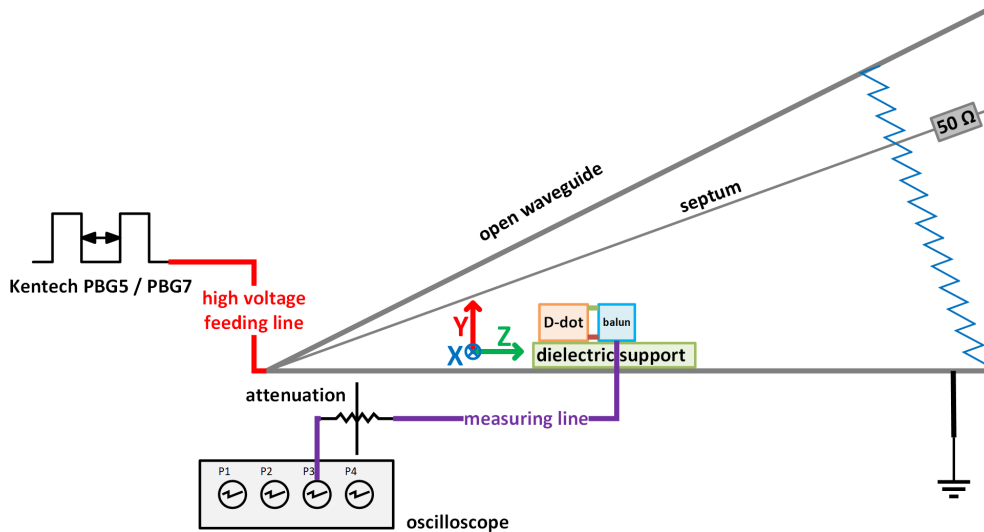 50 Ω
open waveguide
septum
Kentech PBG5 / PBG7
high voltage
feeding line
Y
Z
X
D-dot
balun
dielectric support
attenuation
measuring line
P1
P2
P3
P4
oscilloscope